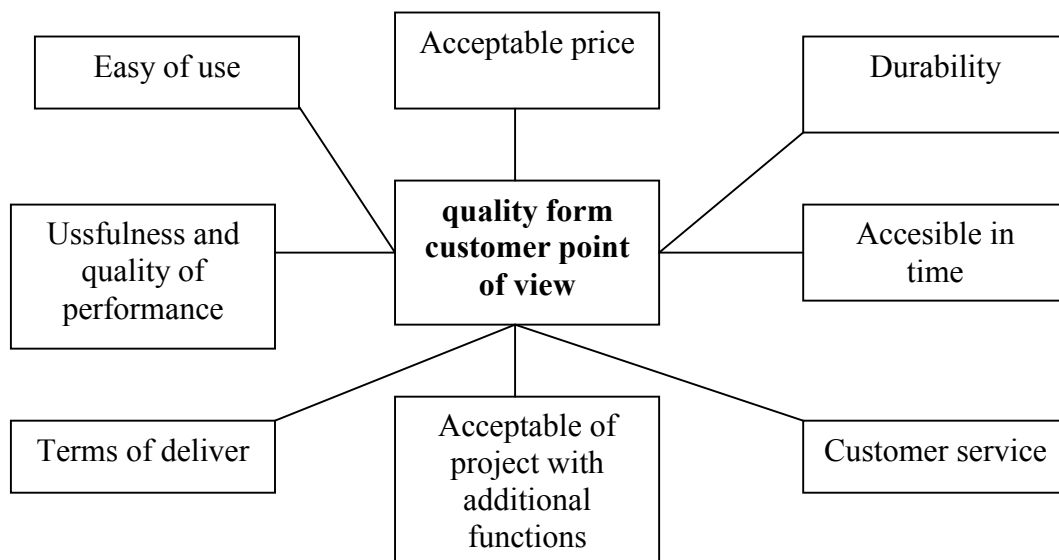 Easy of use
Acceptable price
Durability
Ussfulness and
quality of
performance
quality form
customer point
of view
Accesible in
time
Terms of deliver
Acceptable of
project with
additional
functions
Customer service